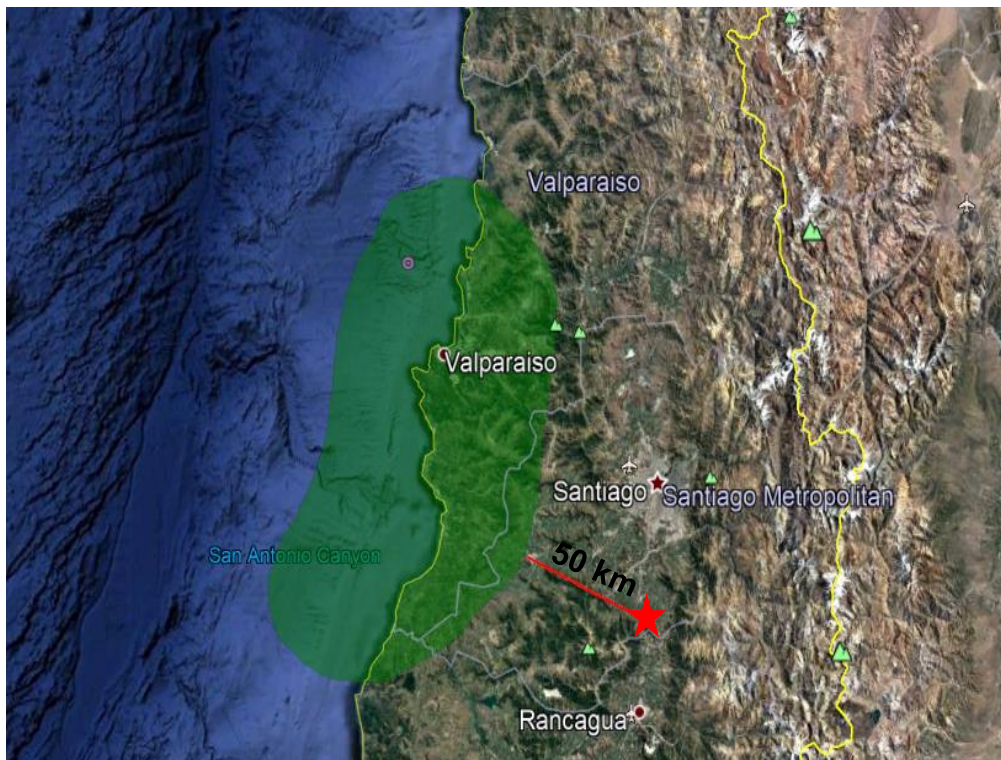 Valparaiso
Valparaiso
Santiago
Santiago Metropolitan
San Antonio Canyon
50 km
Rancagua